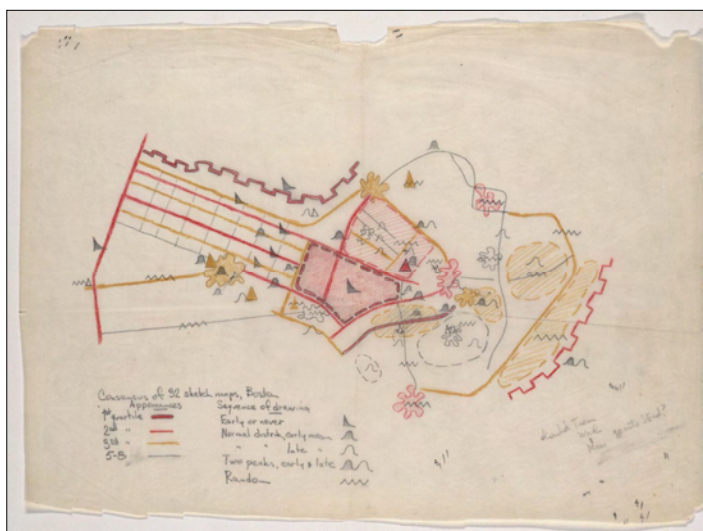 Consensus of 32 sketch maps, Boston
Appearances
1st quartile
2nd "
3rd "
5-8
Sequence of drawing
Early or never
Normal distrib, early mean
" " late "
Two peaks, early & late
Random